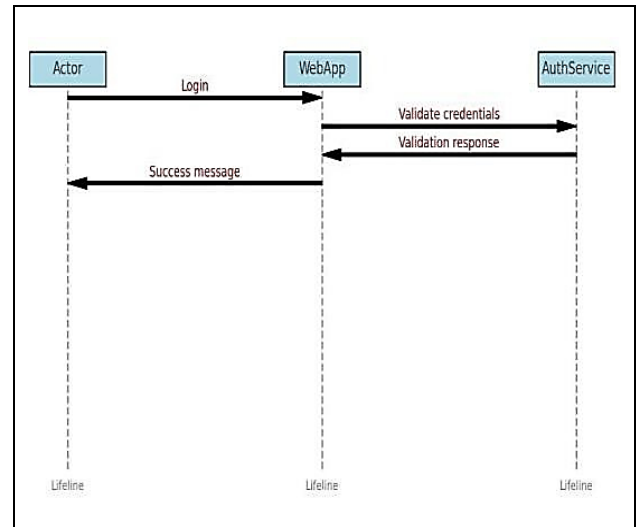 Actor WebApp AuthService
Login
Validate credentials
Validation response
Success message
Lifeline Lifeline Lifeline